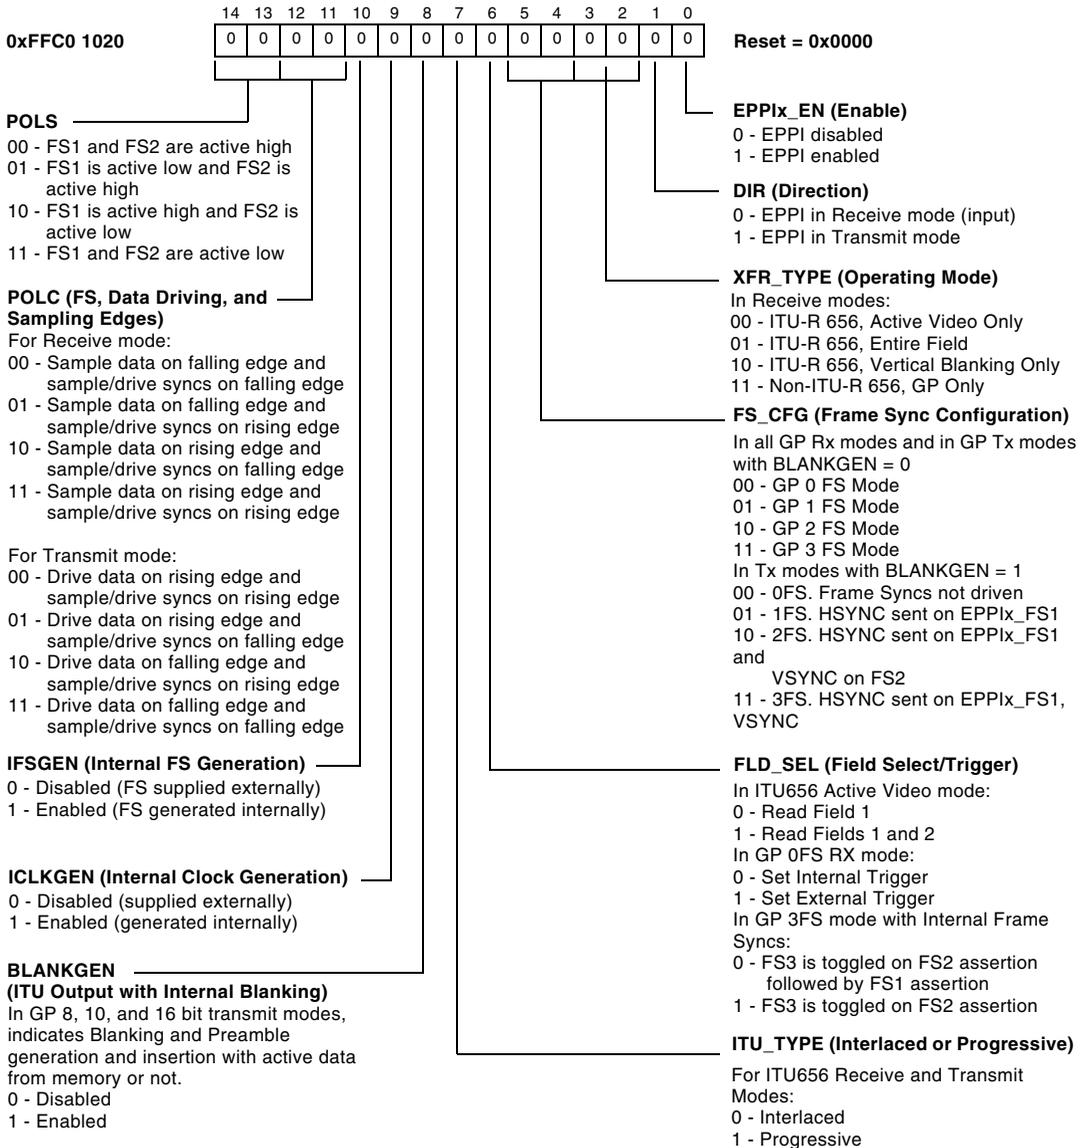 14 13 12 11 10 9 8 7 6 5 4 3 2 1 0
0xFFC0 1020
0 0 0 0 0 0 0 0 0 0 0 0 0 0 0
Reset = 0x0000
POLS
00 - FS1 and FS2 are active high
01 - FS1 is active low and FS2 is
active high
10 - FS1 is active high and FS2 is
active low
11 - FS1 and FS2 are active low
POLC (FS, Data Driving, and
Sampling Edges)
For Receive mode:
00 - Sample data on falling edge and
sample/drive syncs on falling edge
01 - Sample data on falling edge and
sample/drive syncs on rising edge
10 - Sample data on rising edge and
sample/drive syncs on falling edge
11 - Sample data on rising edge and
sample/drive syncs on rising edge
For Transmit mode:
00 - Drive data on rising edge and
sample/drive syncs on rising edge
01 - Drive data on rising edge and
sample/drive syncs on falling edge
10 - Drive data on falling edge and
sample/drive syncs on rising edge
11 - Drive data on falling edge and
sample/drive syncs on falling edge
IFSGEN (Internal FS Generation)
0 - Disabled (FS supplied externally)
1 - Enabled (FS generated internally)
ICLKGEN (Internal Clock Generation)
0 - Disabled (supplied externally)
1 - Enabled (generated internally)
BLANKGEN
(ITU Output with Internal Blanking)
In GP 8, 10, and 16 bit transmit modes,
indicates Blanking and Preamble
generation and insertion with active data
from memory or not.
0 - Disabled
1 - Enabled
EPPIx_EN (Enable)
0 - EPPI disabled
1 - EPPI enabled
DIR (Direction)
0 - EPPI in Receive mode (input)
1 - EPPI in Transmit mode
XFR_TYPE (Operating Mode)
In Receive modes:
00 - ITU-R 656, Active Video Only
01 - ITU-R 656, Entire Field
10 - ITU-R 656, Vertical Blanking Only
11 - Non-ITU-R 656, GP Only
FS_CFG (Frame Sync Configuration)
In all GP Rx modes and in GP Tx modes
with BLANKGEN = 0
00 - GP 0 FS Mode
01 - GP 1 FS Mode
10 - GP 2 FS Mode
11 - GP 3 FS Mode
In Tx modes with BLANKGEN = 1
00 - 0FS. Frame Syncs not driven
01 - 1FS. HSYNC sent on EPPIx_FS1
10 - 2FS. HSYNC sent on EPPIx_FS1
and
VSYNC on FS2
11 - 3FS. HSYNC sent on EPPIx_FS1,
VSYNC
FLD_SEL (Field Select/Trigger)
In ITU656 Active Video mode:
0 - Read Field 1
1 - Read Fields 1 and 2
In GP 0FS RX mode:
0 - Set Internal Trigger
1 - Set External Trigger
In GP 3FS mode with Internal Frame
Syncs:
0 - FS3 is toggled on FS2 assertion
followed by FS1 assertion
1 - FS3 is toggled on FS2 assertion
ITU_TYPE (Interlaced or Progressive)
For ITU656 Receive and Transmit
Modes:
0 - Interlaced
1 - Progressive